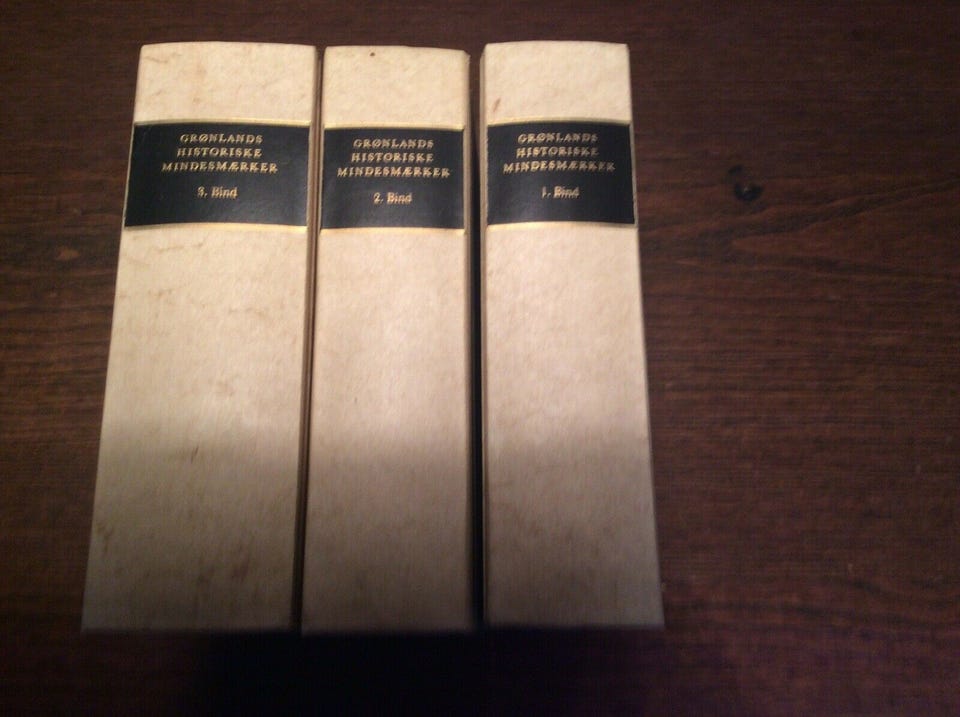 GRØNLANDS
HISTORISKE
MINDESMÆRKER
3. Bind
GRØNLANDS
HISTORISKE
MINDESMÆRKER
2. Bind
GRØNLANDS
HISTORISKE
MINDESMÆRKER
1. Bind